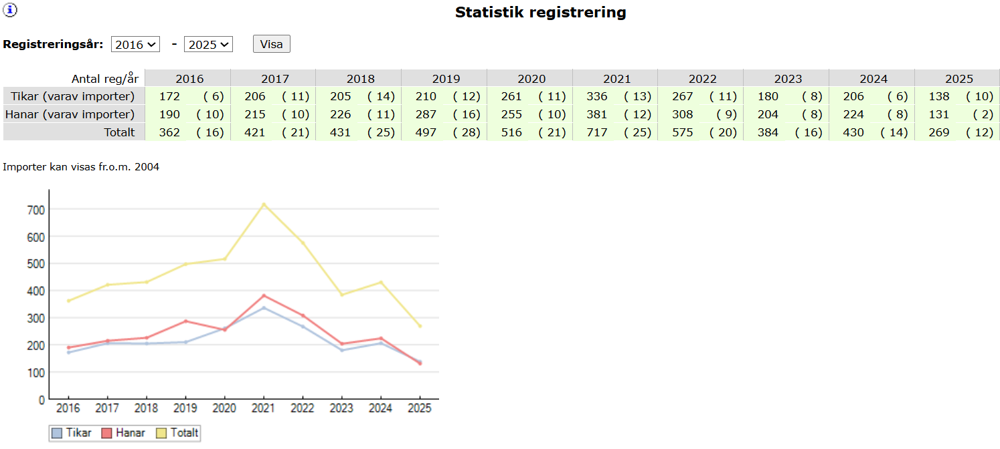 i
Statistik registrering
Registreringsår: 2016 - 2025 Visa
Antal reg/år 2016 2017 2018 2019 2020 2021 2022 2023 2024 2025
Tikar (varav importer) 172 ( 6) 206 ( 11) 205 ( 14) 210 ( 12) 261 ( 11) 336 ( 13) 267 ( 11) 180 ( 8) 206 ( 6) 138 ( 10)
Hanar (varav importer) 190 ( 10) 215 ( 10) 226 ( 11) 287 ( 16) 255 ( 10) 381 ( 12) 308 ( 9) 204 ( 8) 224 ( 8) 131 ( 2)
Totalt 362 ( 16) 421 ( 21) 431 ( 25) 497 ( 28) 516 ( 21) 717 ( 25) 575 ( 20) 384 ( 16) 430 ( 14) 269 ( 12)
Importer kan visas fr.o.m. 2004
700
600
500
400
300
200
100
0
2016 2017 2018 2019 2020 2021 2022 2023 2024 2025
Tikar Hanar Totalt